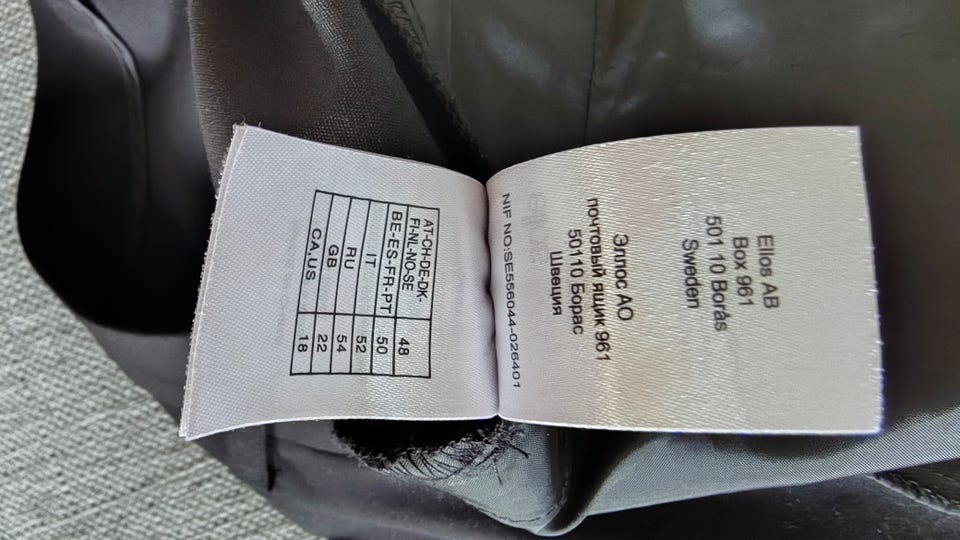 Ellos AB
Box 961
501 10 Borås
Sweden
Эллос АО
почтовый ящик 961
50110 Борас
Швеция
NIF NO:SE556044-026401
AT-CH-DE-DK-
FI-NL-NO-SE 48
BE-ES-FR-PT 50
IT 52
RU 54
GB 22
CA.US 18